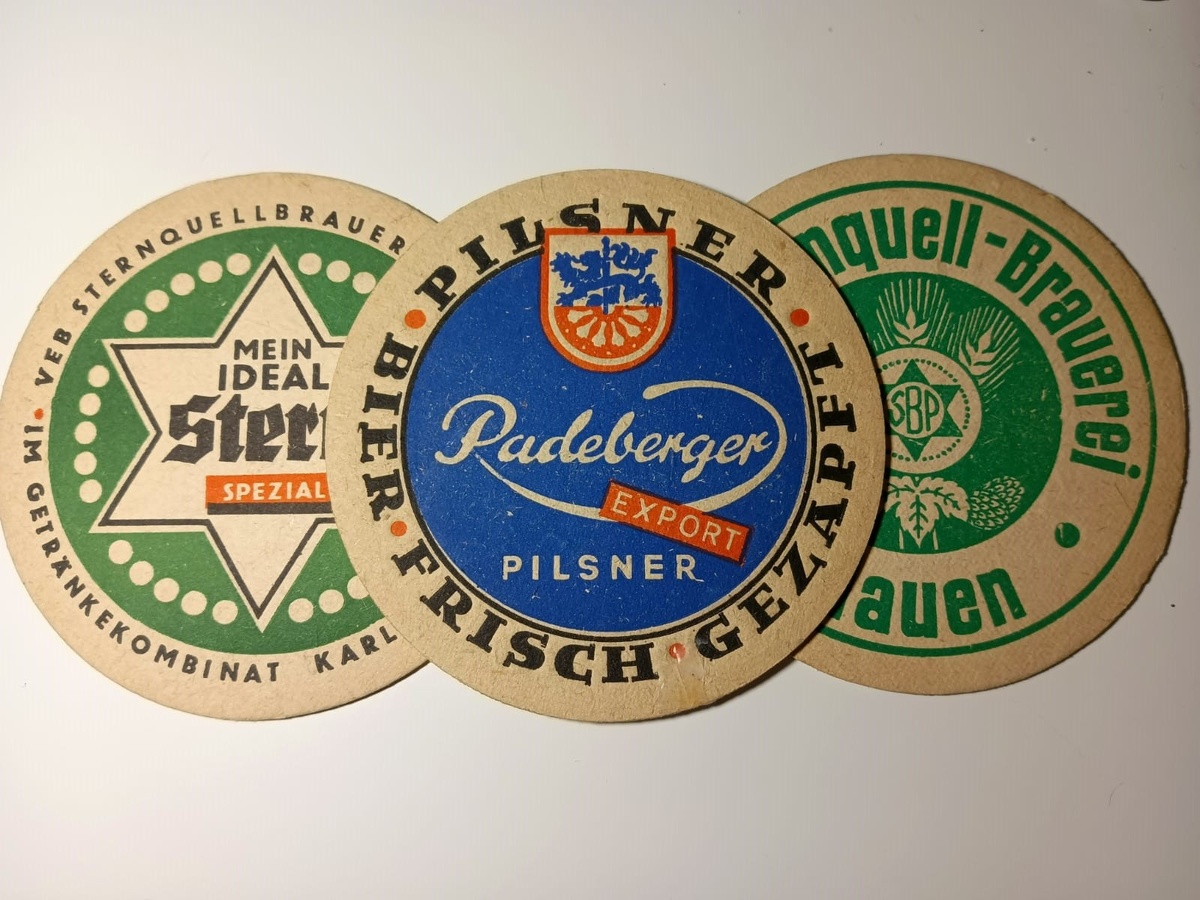 VEB STERNQUELLBRAUER
IM GETRÄNKEKOMBINAT KARL
MEIN
IDEAL
Ster
SPEZIAL
PILSNER
BIER FRISCH GEZAPFT
Radeberger
EXPORT
PILSNER
nquell-Brauerei
SBP
auen